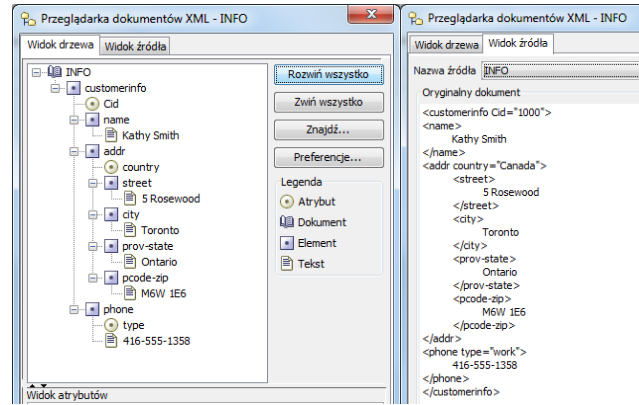 Przeglądarka dokumentów XML - INFO
Widok drzewa
Widok źródła
INFO
customerinfo
Cid
name
Kathy Smith
addr
country
street
5 Rosewood
city
Toronto
prov-state
Ontario
pcode-zip
M6W 1E6
phone
type
416-555-1358
Rozwiń wszystko
Zwiń wszystko
Znajdź...
Preferencje...
Legenda
Atrybut
Dokument
Element
Tekst
Widok atrybutów
Przeglądarka dokumentów XML - INFO
Widok drzewa
Widok źródła
Nazwa źródła INFO
Oryginalny dokument
<customerinfo Cid="1000">
<name>
Kathy Smith
</name>
<addr country="Canada">
<street>
5 Rosewood
</street>
<city>
Toronto
</city>
<prov-state>
Ontario
</prov-state>
<pcode-zip>
M6W 1E6
</pcode-zip>
</addr>
<phone type="work">
416-555-1358
</phone>
</customerinfo>